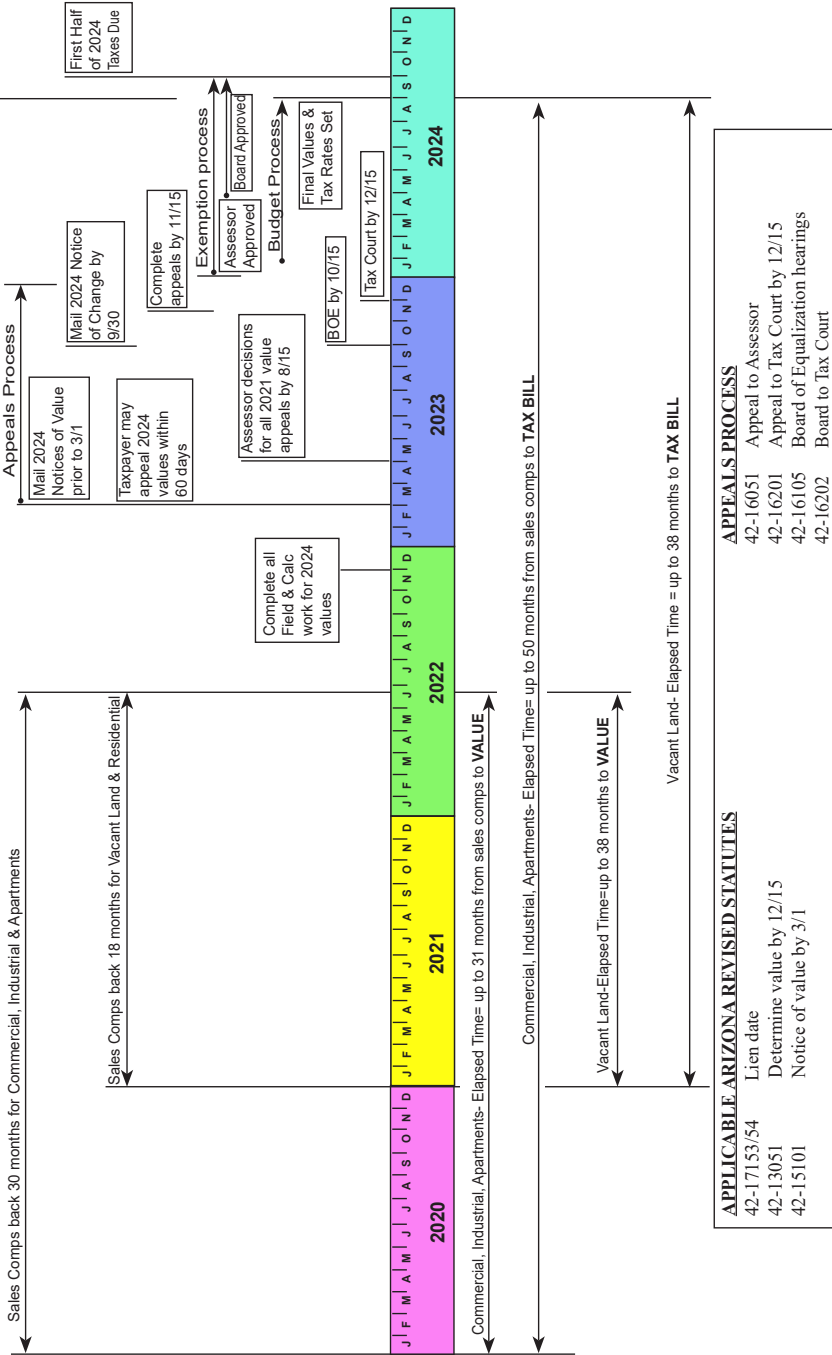 Sales Comps back 30 months for Commercial, Industrial & Apartments
Sales Comps back 18 months for Vacant Land & Residential
Complete all
Field & Calc
work for 2024
values
Appeals Process
Mail 2024
Notices of Value
prior to 3/1
Taxpayer may
appeal 2024
values within
60 days
Mail 2024 Notice
of Change by
9/30
Complete
appeals by 11/15
Assessor decisions
for all 2021 value
appeals by 8/15
BOE by 10/15
Tax Court by 12/15
Exemption process
Assessor
Approved
Board Approved
Budget Process
Final Values &
Tax Rates Set
First Half
of 2024
Taxes Due
J F M A M J J A S O N D
2020
J F M A M J J A S O N D
2021
J F M A M J J A S O N D
2022
J F M A M J J A S O N D
2023
J F M A M J J A S O N D
2024
Commercial, Industrial, Apartments- Elapsed Time= up to 31 months from sales comps to VALUE
Commercial, Industrial, Apartments- Elapsed Time= up to 50 months from sales comps to TAX BILL
Vacant Land-Elapsed Time=up to 38 months to VALUE
Vacant Land- Elapsed Time = up to 38 months to TAX BILL
APPLICABLE ARIZONA REVISED STATUTES
42-17153/54 Lien date
42-13051 Determine value by 12/15
42-15101 Notice of value by 3/1
APPEALS PROCESS
42-16051 Appeal to Assessor
42-16201 Appeal to Tax Court by 12/15
42-16105 Board of Equalization hearings
42-16202 Board to Tax Court